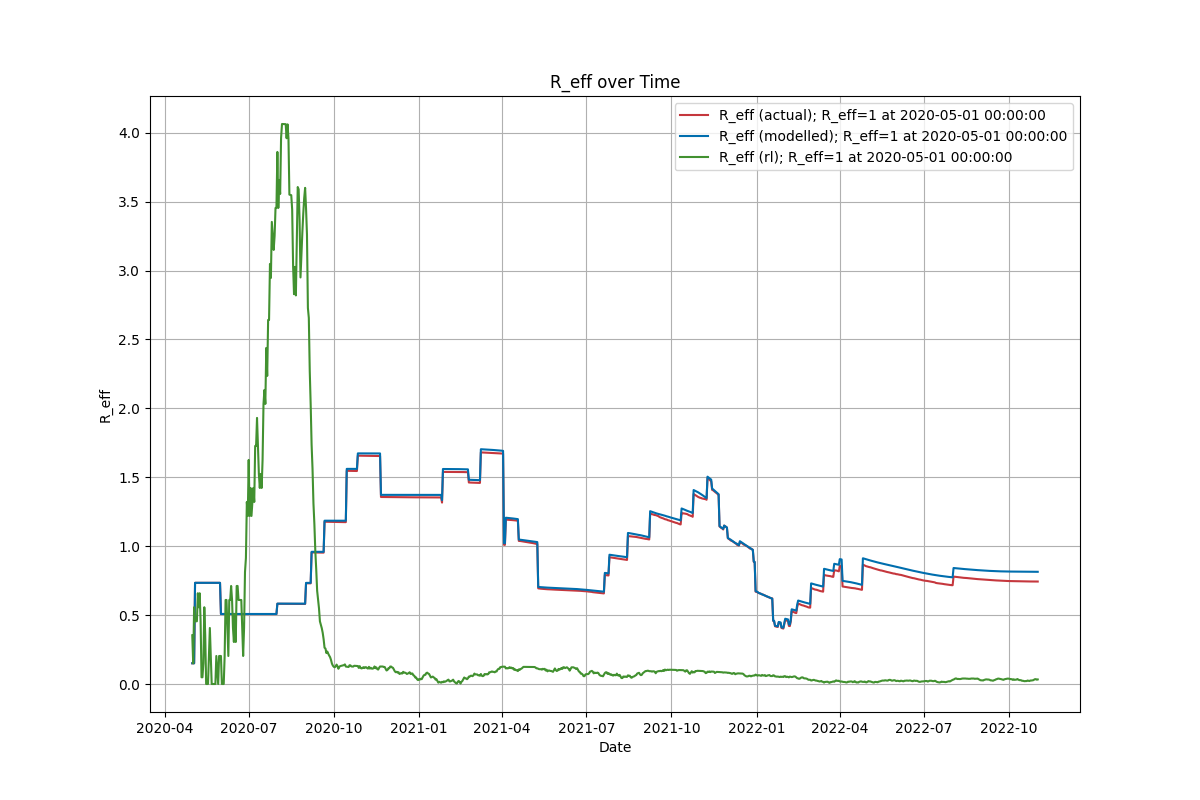 R_eff over Time
R_eff (actual); R_eff=1 at 2020-05-01 00:00:00
R_eff (modelled); R_eff=1 at 2020-05-01 00:00:00
R_eff (rl); R_eff=1 at 2020-05-01 00:00:00
R_eff
4.0
3.5
3.0
2.5
2.0
1.5
1.0
0.5
0.0
2020-04 2020-07 2020-10 2021-01 2021-04 2021-07 2021-10 2022-01 2022-04 2022-07 2022-10
Date